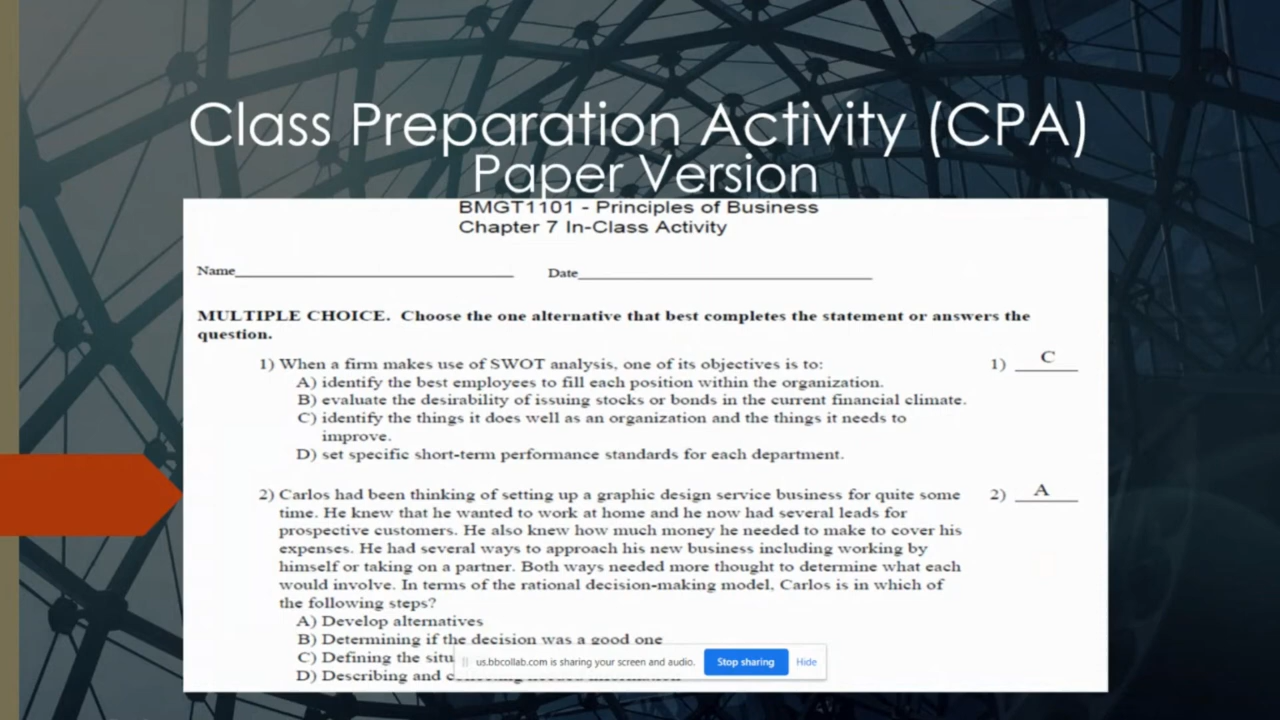 Class Preparation Activity (CPA)
Paper Version
BMGT1101 - Principles of Business
Chapter 7 In-Class Activity
Name Date
MULTIPLE CHOICE. Choose the one alternative that best completes the statement or answers the
question.
1) When a firm makes use of SWOT analysis, one of its objectives is to: 1) C
A) identify the best employees to fill each position within the organization.
B) evaluate the desirability of issuing stocks or bonds in the current financial climate.
C) identify the things it does well as an organization and the things it needs to
improve.
D) set specific short-term performance standards for each department.
2) Carlos had been thinking of setting up a graphic design service business for quite some 2) A
time. He knew that he wanted to work at home and he now had several leads for
prospective customers. He also knew how much money he needed to make to cover his
expenses. He had several ways to approach his new business including working by
himself or taking on a partner. Both ways needed more thought to determine what each
would involve. In terms of the rational decision-making model, Carlos is in which of
the following steps?
A) Develop alternatives
B) Determining if the decision was a good one
C) Defining the
D) Describing and
us.bbcollab.com is sharing your screen and audio. Stop sharing Hide